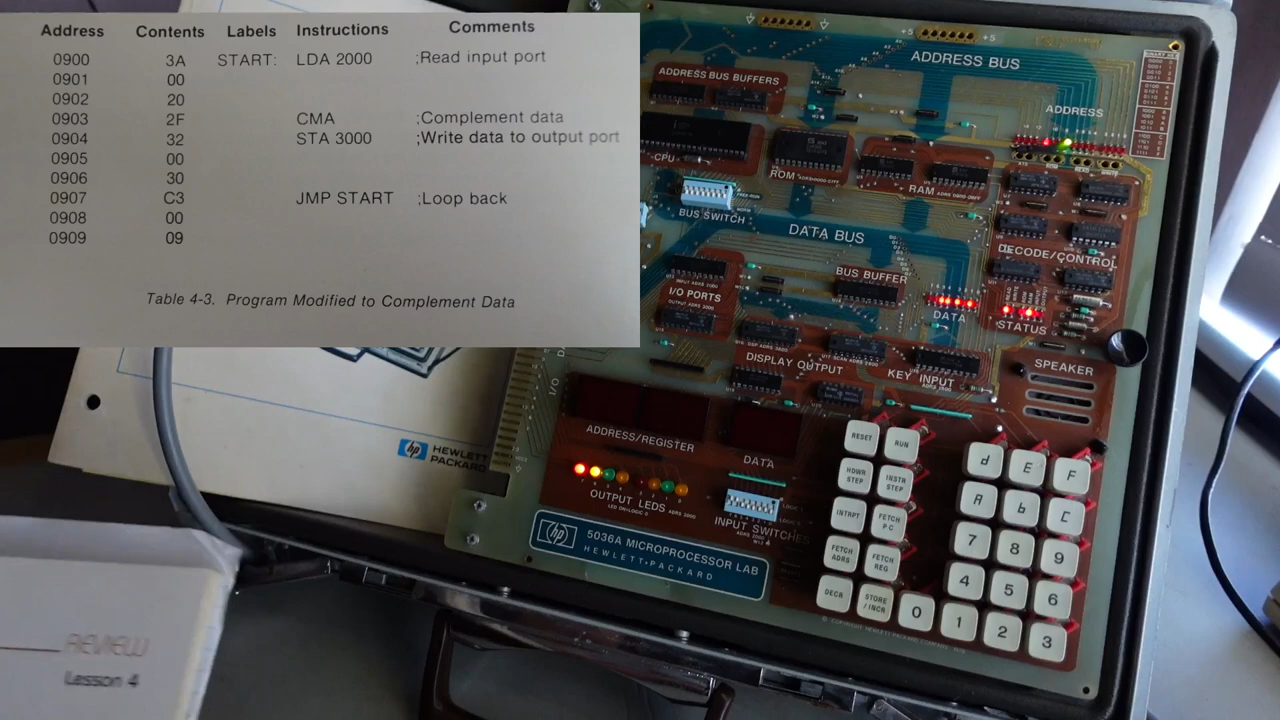 Address Contents Labels Instructions Comments
0900 3A START: LDA 2000 ;Read input port
0901 00
0902 20
0903 2F CMA ;Complement data
0904 32 STA 3000 ;Write data to output port
0905 00
0906 30
0907 C3 JMP START ;Loop back
0908 00
0909 09
Table 4-3. Program Modified to Complement Data
+5
ADDRESS BUS
ADDRESS BUS BUFFERS
ADDRESS
CPU
ROM
RAM
BUS SWITCH
DATA BUS
DECODE/CONTROL
BUS BUFFER
I/O PORTS
DATA
STATUS
DISPLAY OUTPUT
KEY INPUT
SPEAKER
I/O
ADDRESS/REGISTER
DATA
OUTPUT LEDS
INPUT SWITCHES
hp HEWLETT
PACKARD
hp 5036A MICROPROCESSOR LAB
HEWLETT•PACKARD
RESET RUN
HDWR STEP INSTR STEP
INTRPT FETCH PC
FETCH ADRS FETCH REG
DECR STORE / INCR
d E F
A b C
7 8 9
4 5 6
0 1 2 3
REVIEW
Lesson 4